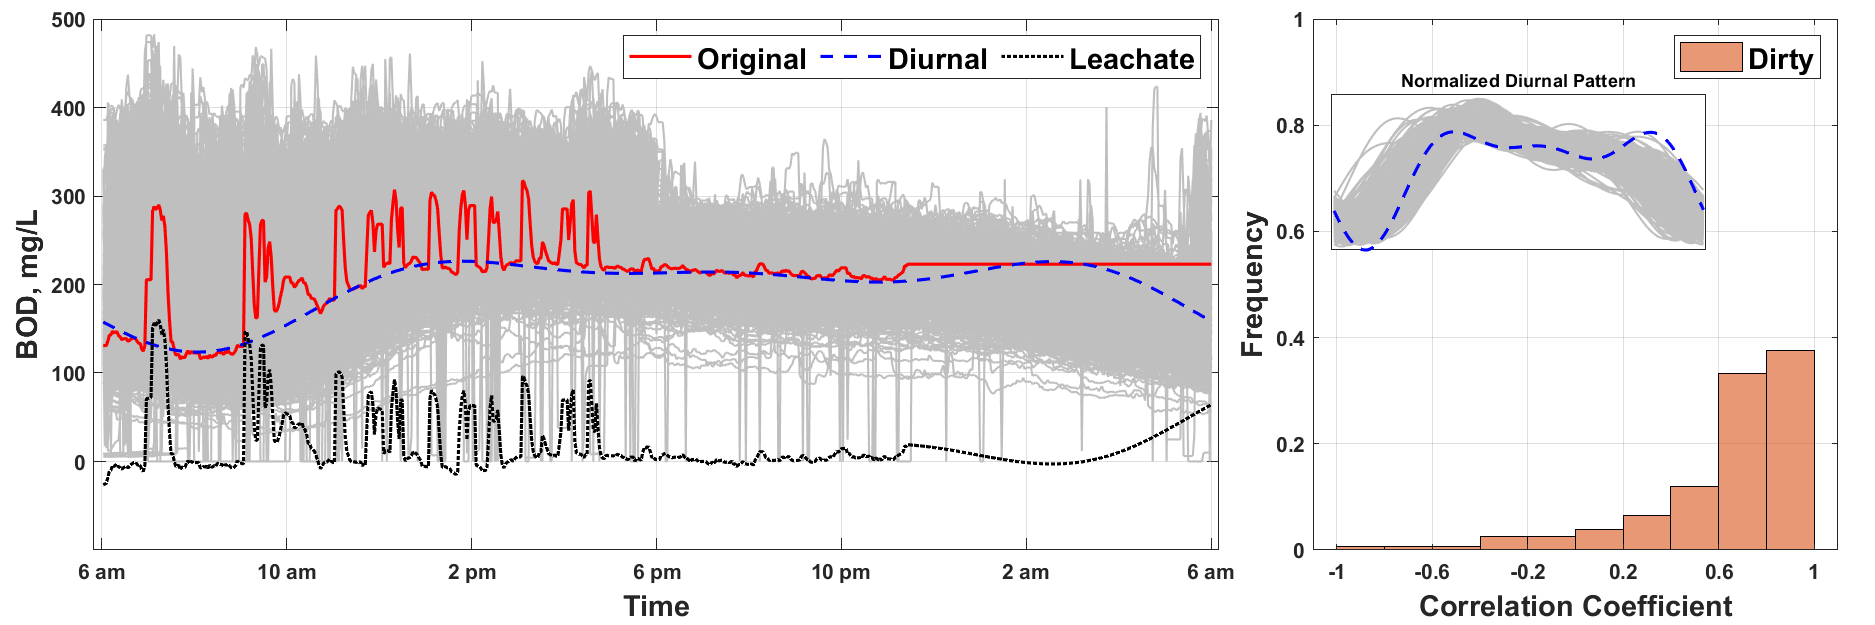 500
400
300
200
100
0
BOD, mg/L
Original Diurnal Leachate
6 am 10 am 2 pm 6 pm 10 pm 2 am 6 am
Time
1
0.8
0.6
0.4
0.2
0
Frequency
Dirty
Normalized Diurnal Pattern
-1 -0.6 -0.2 0.2 0.6 1
Correlation Coefficient